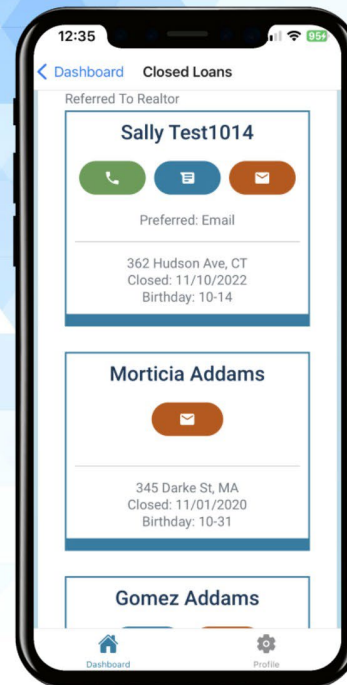 12:35
95
Dashboard Closed Loans
Referred To Realtor
Sally Test1014
Preferred: Email
362 Hudson Ave, CT
Closed: 11/10/2022
Birthday: 10-14
Morticia Addams
345 Darke St, MA
Closed: 11/01/2020
Birthday: 10-31
Gomez Addams
Dashboard Profile